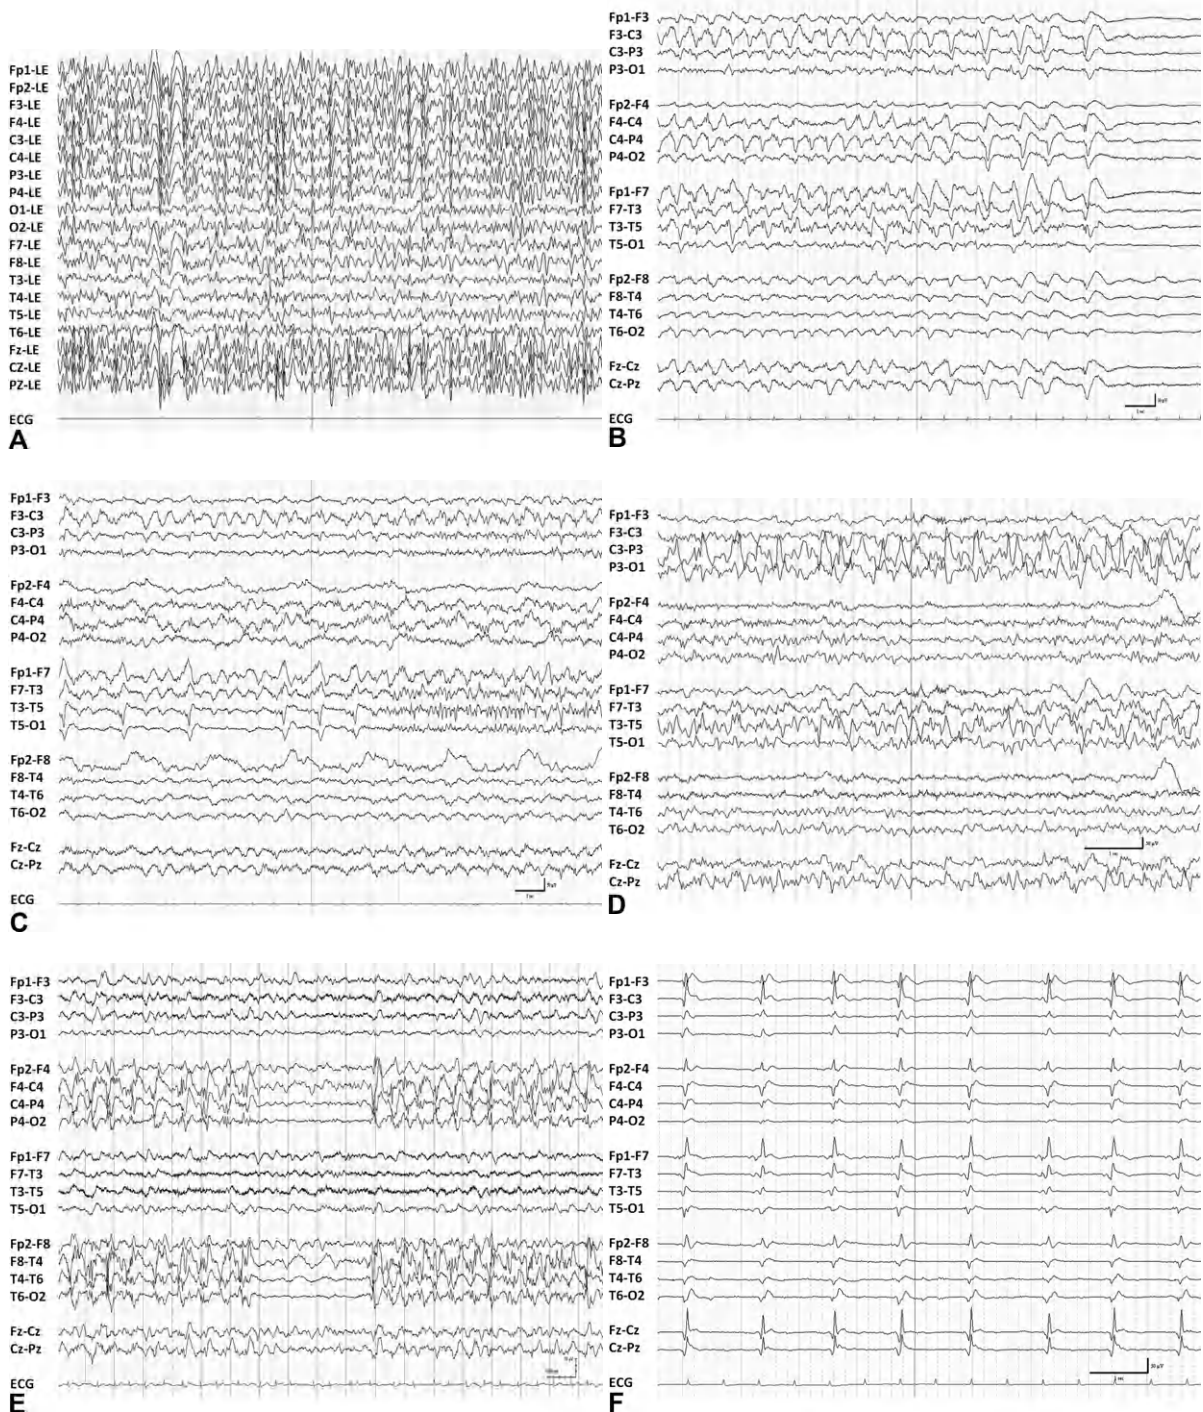 Fp1-LE
Fp2-LE
F3-LE
F4-LE
C3-LE
C4-LE
P3-LE
P4-LE
O1-LE
O2-LE
F7-LE
F8-LE
T3-LE
T4-LE
T5-LE
T6-LE
Fz-LE
CZ-LE
PZ-LE
ECG
A
Fp1-F3
F3-C3
C3-P3
P3-O1
Fp2-F4
F4-C4
C4-P4
P4-O2
Fp1-F7
F7-T3
T3-T5
T5-O1
Fp2-F8
F8-T4
T4-T6
T6-O2
Fz-Cz
Cz-Pz
ECG
B
Fp1-F3
F3-C3
C3-P3
P3-O1
Fp2-F4
F4-C4
C4-P4
P4-O2
Fp1-F7
F7-T3
T3-T5
T5-O1
Fp2-F8
F8-T4
T4-T6
T6-O2
Fz-Cz
Cz-Pz
ECG
C
Fp1-F3
F3-C3
C3-P3
P3-O1
Fp2-F4
F4-C4
C4-P4
P4-O2
Fp1-F7
F7-T3
T3-T5
T5-O1
Fp2-F8
F8-T4
T4-T6
T6-O2
Fz-Cz
Cz-Pz
D
Fp1-F3
F3-C3
C3-P3
P3-O1
Fp2-F4
F4-C4
C4-P4
P4-O2
Fp1-F7
F7-T3
T3-T5
T5-O1
Fp2-F8
F8-T4
T4-T6
T6-O2
Fz-Cz
Cz-Pz
ECG
E
Fp1-F3
F3-C3
C3-P3
P3-O1
Fp2-F4
F4-C4
C4-P4
P4-O2
Fp1-F7
F7-T3
T3-T5
T5-O1
Fp2-F8
F8-T4
T4-T6
T6-O2
Fz-Cz
Cz-Pz
ECG
F